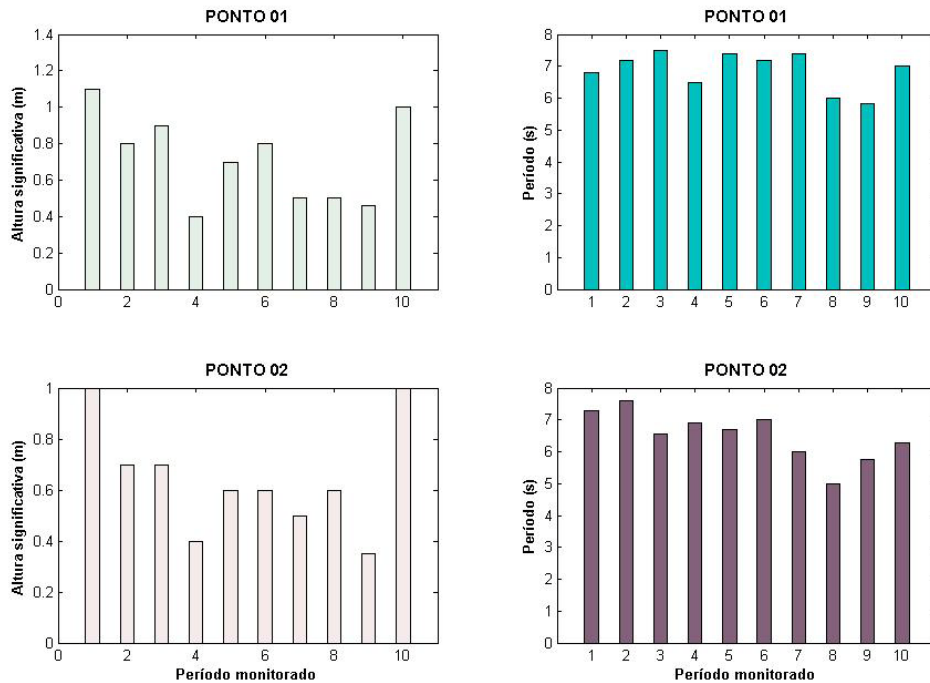 PONTO 01
Altura significativa (m)
1.4
1.2
1
0.8
0.6
0.4
0.2
0
0 2 4 6 8 10
PONTO 01
Período (s)
8
7
6
5
4
3
2
1
0
1 2 3 4 5 6 7 8 9 10
PONTO 02
Altura significativa (m)
1
0.8
0.6
0.4
0.2
0
0 2 4 6 8 10
Período monitorado
PONTO 02
Período (s)
8
7
6
5
4
3
2
1
0
1 2 3 4 5 6 7 8 9 10
Período monitorado